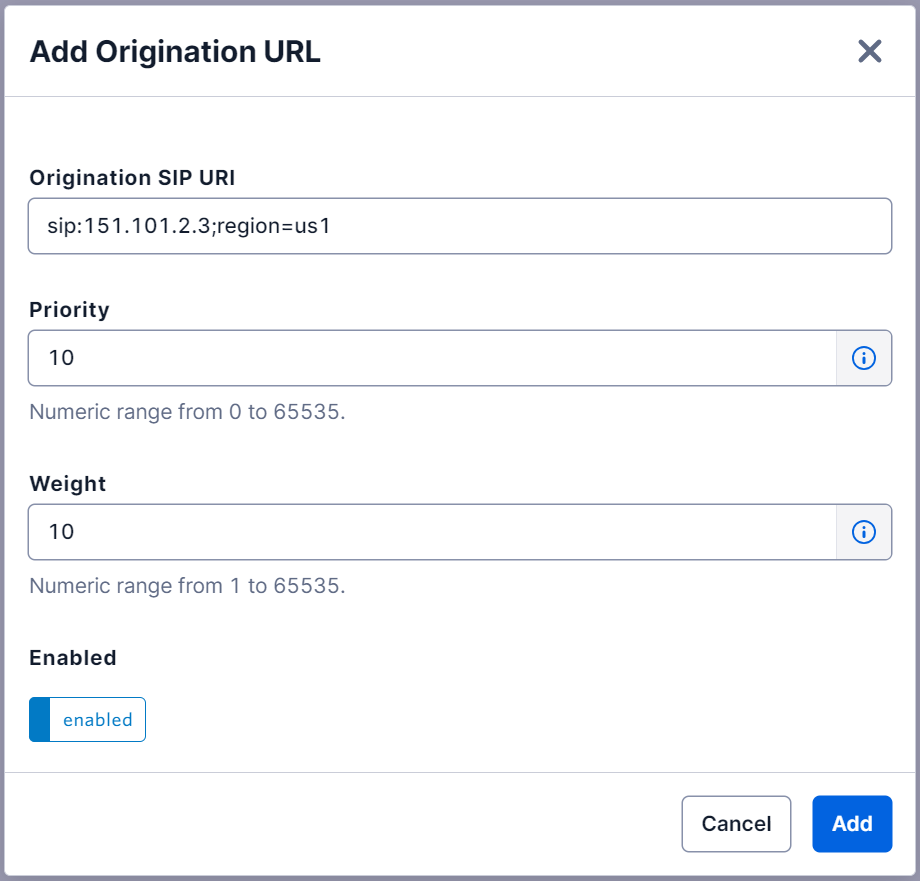 Add Origination URL
Origination SIP URI
sip:151.101.2.3;region=us1
Priority
10
Numeric range from 0 to 65535.
Weight
10
Numeric range from 1 to 65535.
Enabled
enabled
Cancel Add